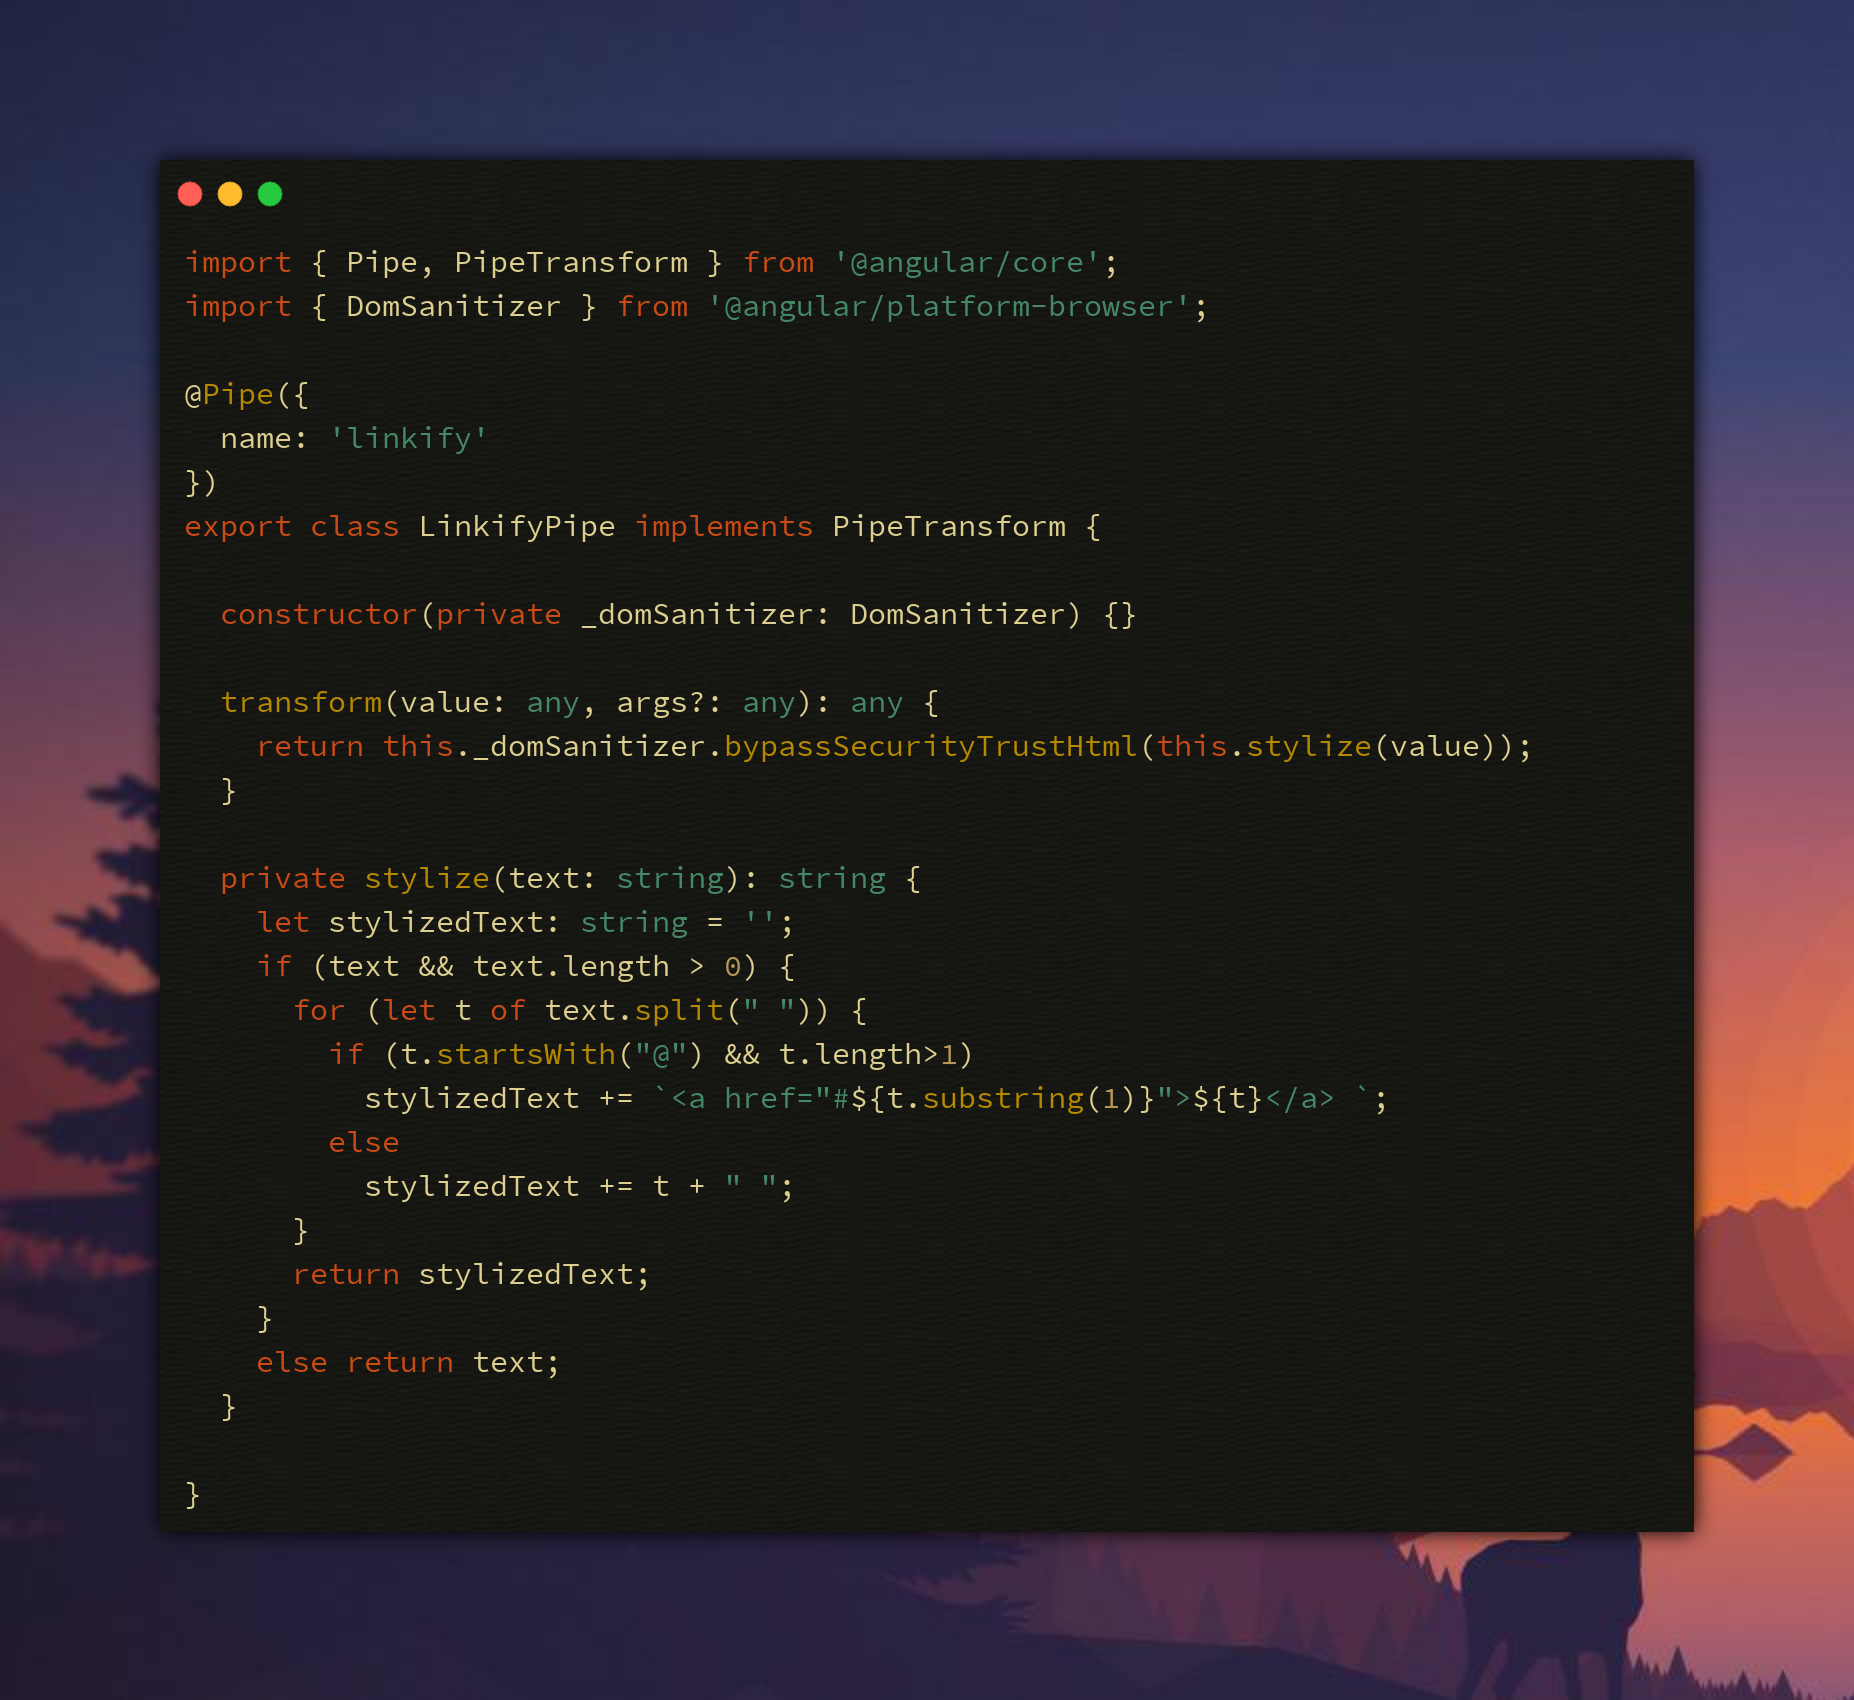 import { Pipe, PipeTransform } from '@angular/core';
import { DomSanitizer } from '@angular/platform-browser';

@Pipe({
  name: 'linkify'
})
export class LinkifyPipe implements PipeTransform {

  constructor(private _domSanitizer: DomSanitizer) {}

  transform(value: any, args?: any): any {
    return this._domSanitizer.bypassSecurityTrustHtml(this.stylize(value));
  }

  private stylize(text: string): string {
    let stylizedText: string = '';
    if (text && text.length > 0) {
      for (let t of text.split(" ")) {
        if (t.startsWith("@") && t.length>1)
          stylizedText += `<a href="#${t.substring(1)}">${t}</a> `;
        else
          stylizedText += t + " ";
      }
      return stylizedText;
    }
    else return text;
  }

}